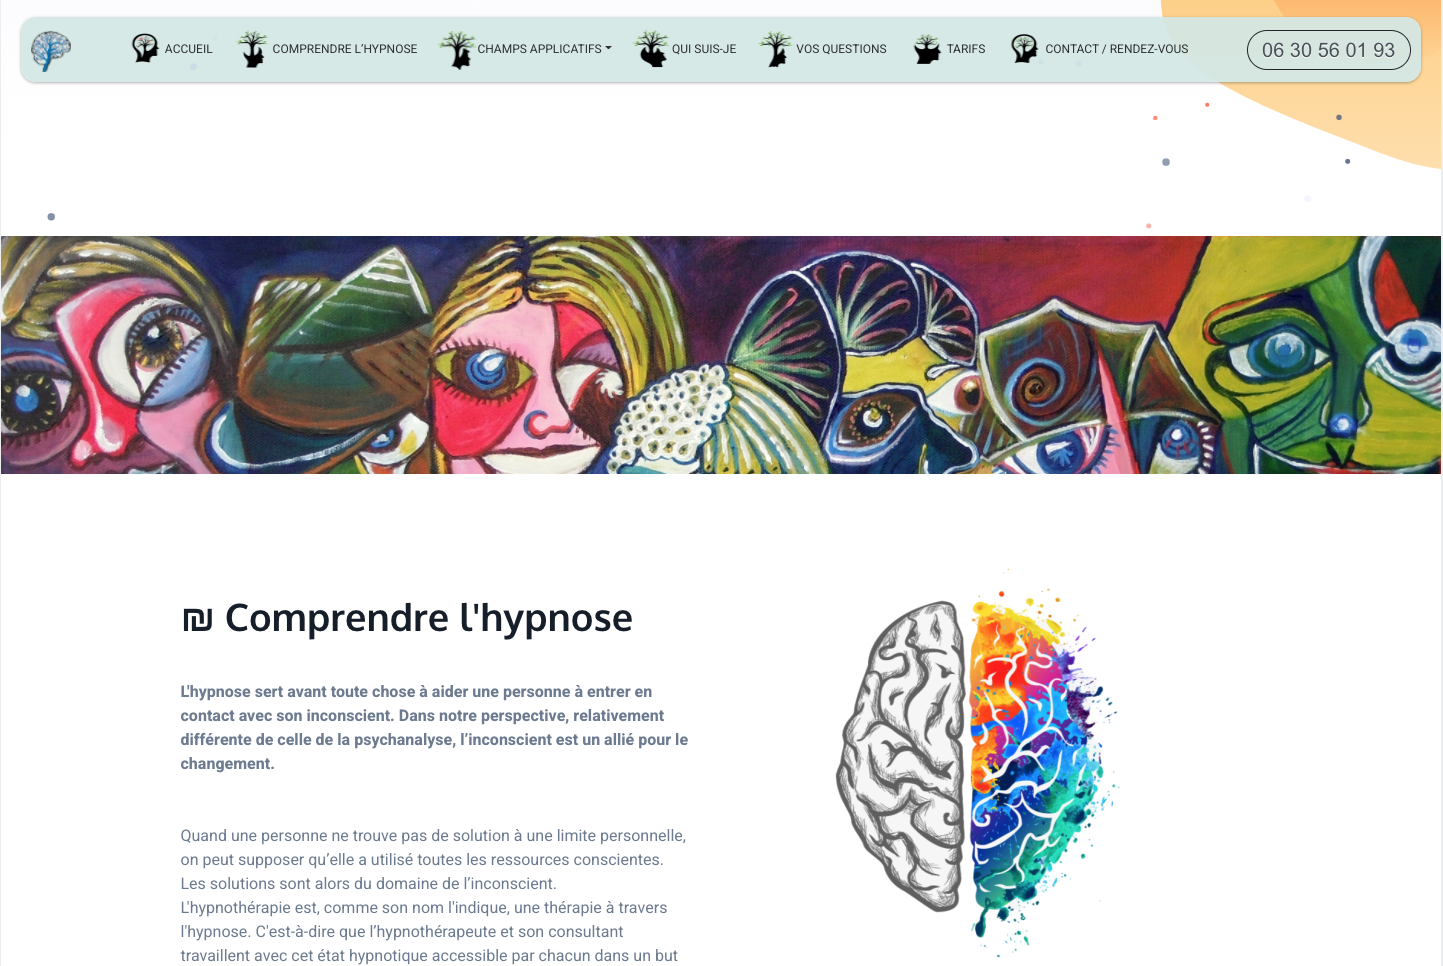 ACCUEIL
COMPRENDRE L’HYPNOSE
CHAMPS APPLICATIFS
QUI SUIS-JE
VOS QUESTIONS
TARIFS
CONTACT / RENDEZ-VOUS
06 30 56 01 93
₪ Comprendre l'hypnose
L'hypnose sert avant toute chose à aider une personne à entrer en
contact avec son inconscient. Dans notre perspective, relativement
différente de celle de la psychanalyse, l’inconscient est un allié pour le
changement.
Quand une personne ne trouve pas de solution à une limite personnelle,
on peut supposer qu’elle a utilisé toutes les ressources conscientes.
Les solutions sont alors du domaine de l’inconscient.
L'hypnothérapie est, comme son nom l'indique, une thérapie à travers
l'hypnose. C'est-à-dire que l’hypnothérapeute et son consultant
travaillent avec cet état hypnotique accessible par chacun dans un but